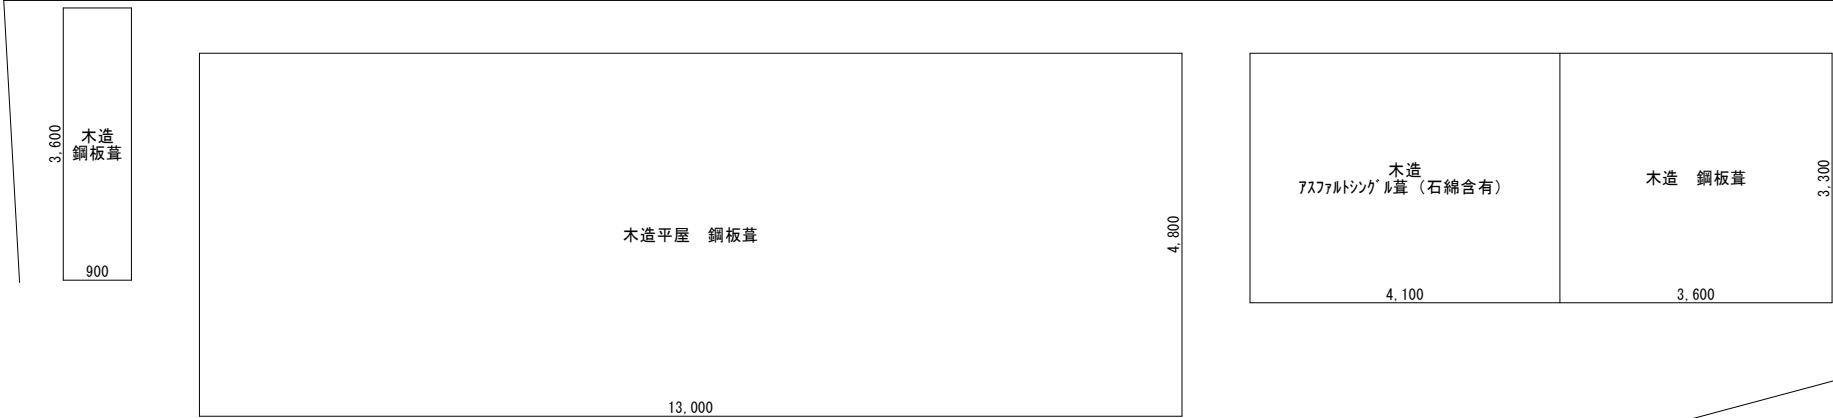 3,600
木造
鋼板葺
900
木造平屋　鋼板葺
4,800
13,000
木造
ｱｽﾌｧﾙﾄｼﾝｸﾞﾙ葺（石綿含有）
4,100
木造　鋼板葺
3,300
3,600